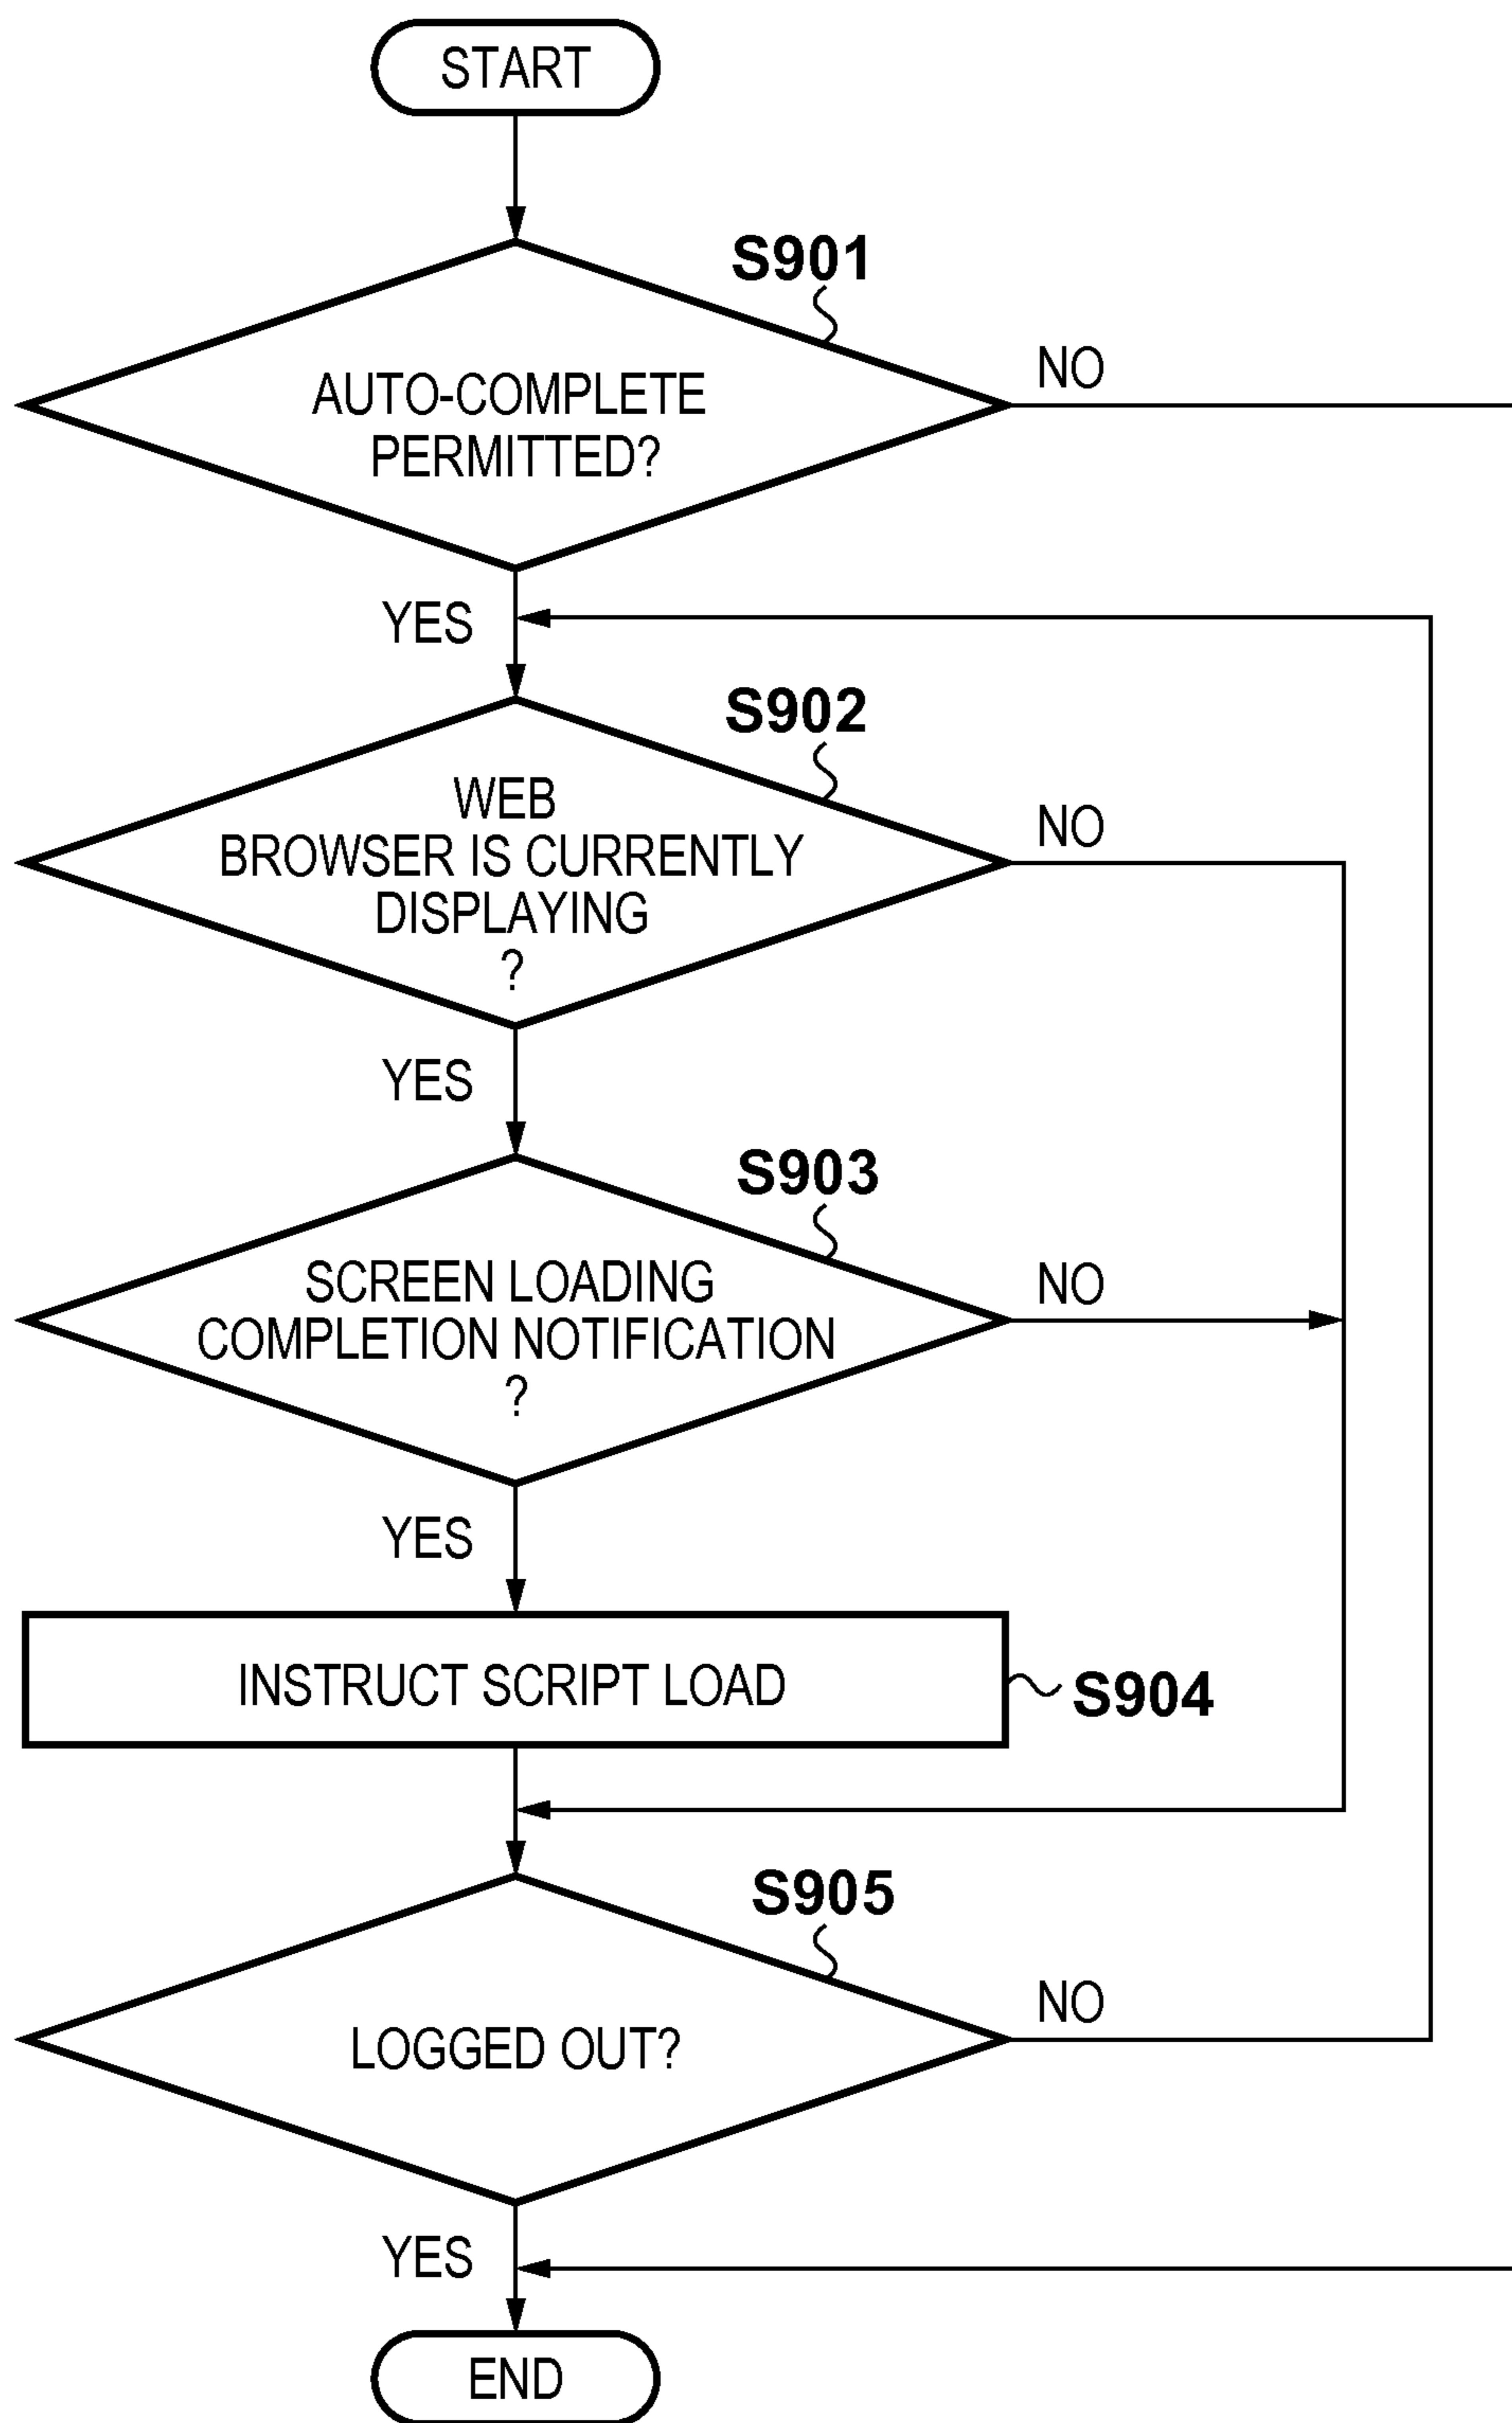 START
S901
AUTO-COMPLETE
PERMITTED?
NO
YES
S902
WEB
BROWSER IS CURRENTLY
DISPLAYING
?
NO
YES
S903
SCREEN LOADING
COMPLETION NOTIFICATION
?
NO
YES
INSTRUCT SCRIPT LOAD
S904
S905
LOGGED OUT?
NO
YES
END